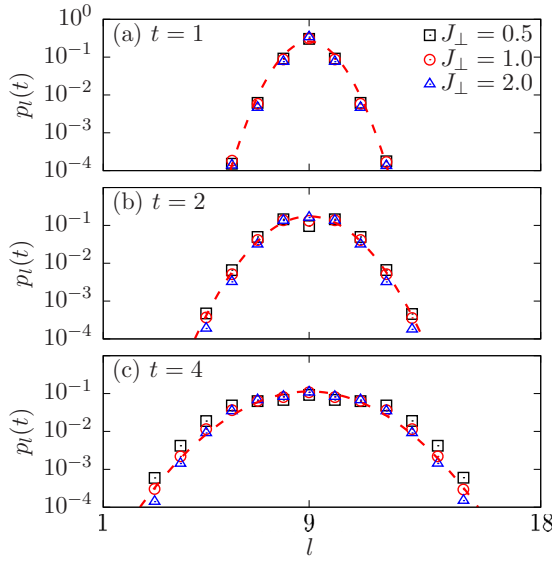 (a) t = 1
J⊥ = 0.5
J⊥ = 1.0
J⊥ = 2.0
10^0
10^-1
10^-2
10^-3
10^-4
p_l(t)
(b) t = 2
10^-1
10^-2
10^-3
10^-4
p_l(t)
(c) t = 4
10^-1
10^-2
10^-3
10^-4
p_l(t)
1 9 18
l